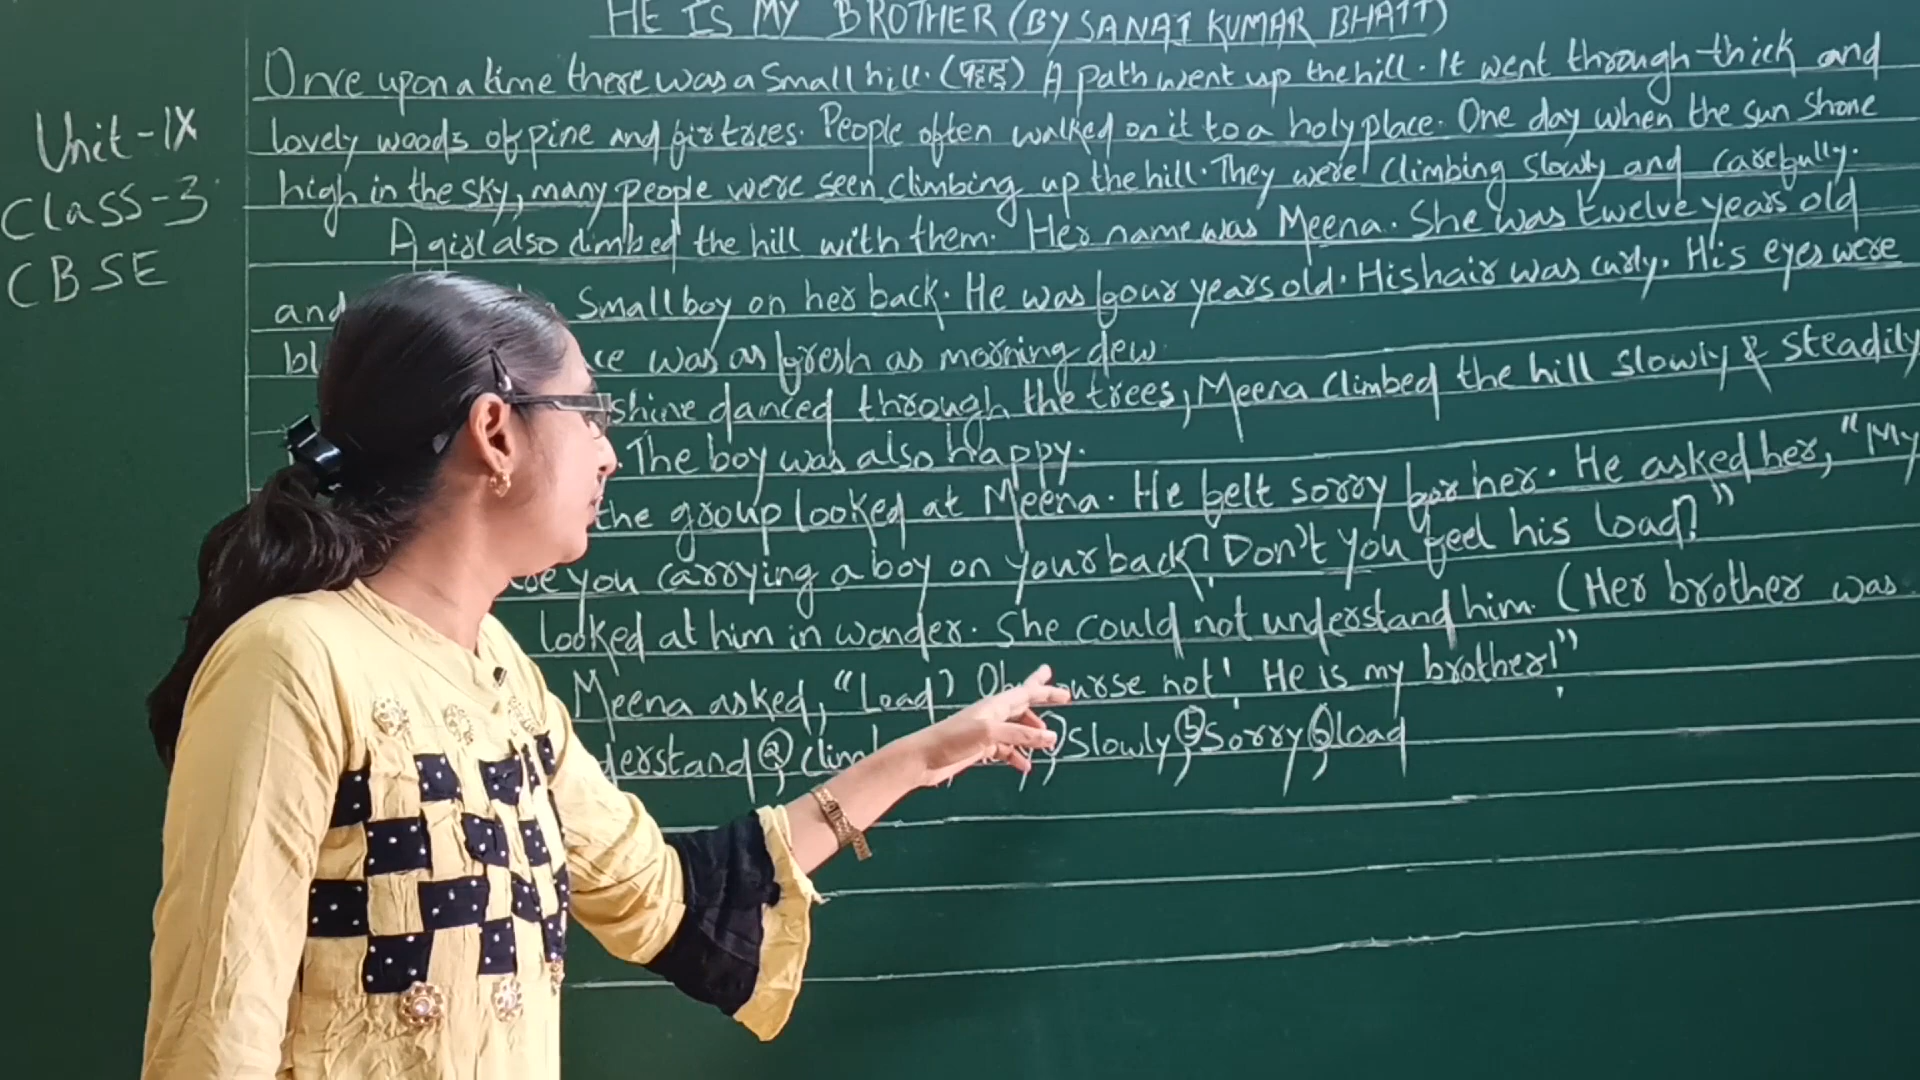 HE IS MY BROTHER (BY SANAT KUMAR BHATT)
Unit-IX
Class-3
CBSE
Once upon a time there was a small hill. (पहाड़) A path went up the hill. It went through thick and
lovely woods of pine and fir trees. People often walked on it to a holy place. One day when the sun shone
high in the sky, many people were seen climbing up the hill. They were climbing slowly and carefully.
A girl also climbed the hill with them. Her name was Meena. She was twelve years old
and small boy on her back. He was four years old. His hair was curly. His eyes were
bl ce was as fresh as morning dew
shine danced through the trees, Meena climbed the hill slowly & steadily
. The boy was also happy.
the group looked at Meena. He felt sorry for her. He asked her, "My
you carrying a boy on your back? Don't you feel his load?"
looked at him in wonder. She could not understand him. (Her brother was
Meena asked, "Load? Oh urse not! He is my brother!"
derstand, ② Clim Slowly, ⑤ Sorry, ⑥ load